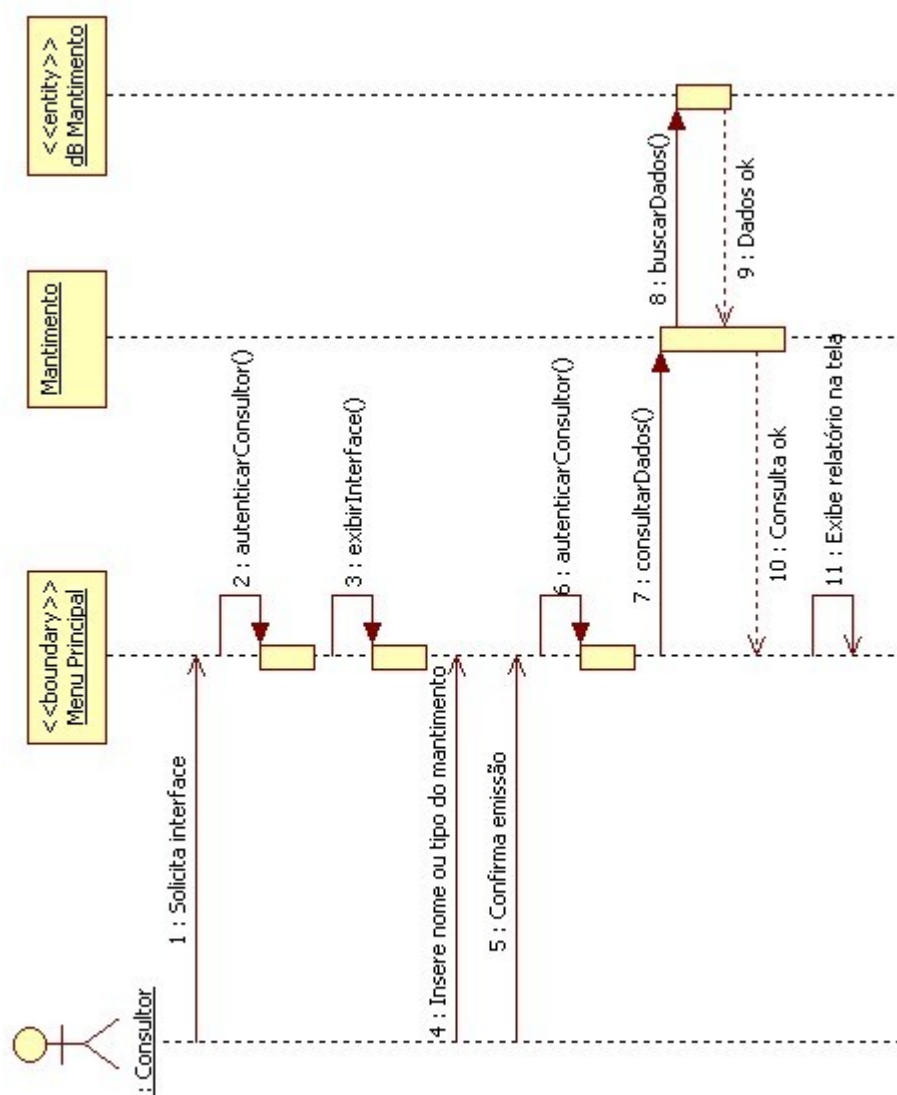 : Consultor
<<boundary>>
Menu Principal
Mantimento
<<entity>>
dB Mantimento
1 : Solicita interface
2 : autenticarConsultor()
3 : exibirInterface()
4 : Insere nome ou tipo do mantimento
5 : Confirma emissão
6 : autenticarConsultor()
7 : consultarDados()
8 : buscarDados()
9 : Dados ok
10 : Consulta ok
11 : Exibe relatório na tela